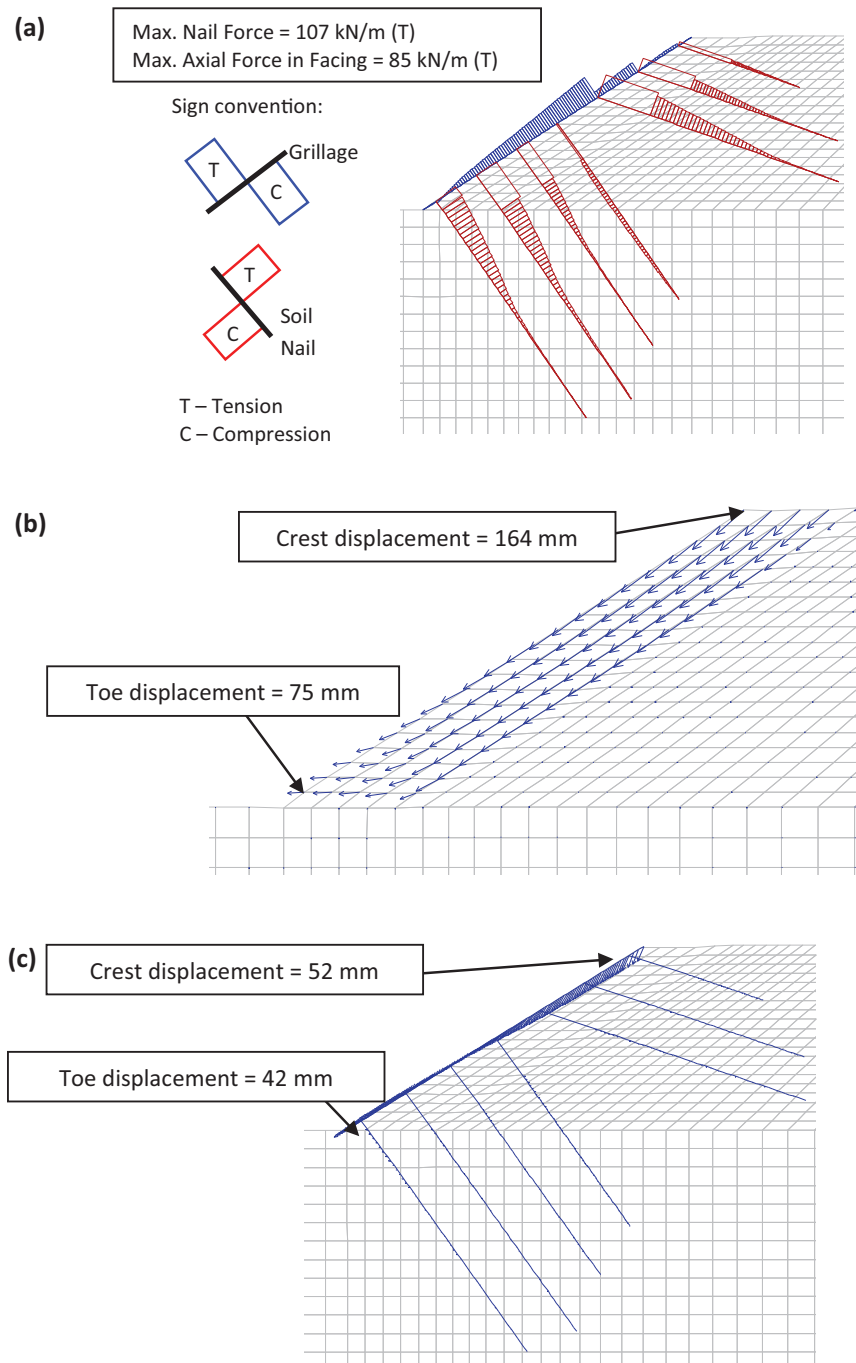 (a)
Max. Nail Force = 107 kN/m (T)
Max. Axial Force in Facing = 85 kN/m (T)
Sign convention:
Grillage
T
C
T
C
Soil
Nail
T – Tension
C – Compression
(b)
Crest displacement = 164 mm
Toe displacement = 75 mm
(c)
Crest displacement = 52 mm
Toe displacement = 42 mm